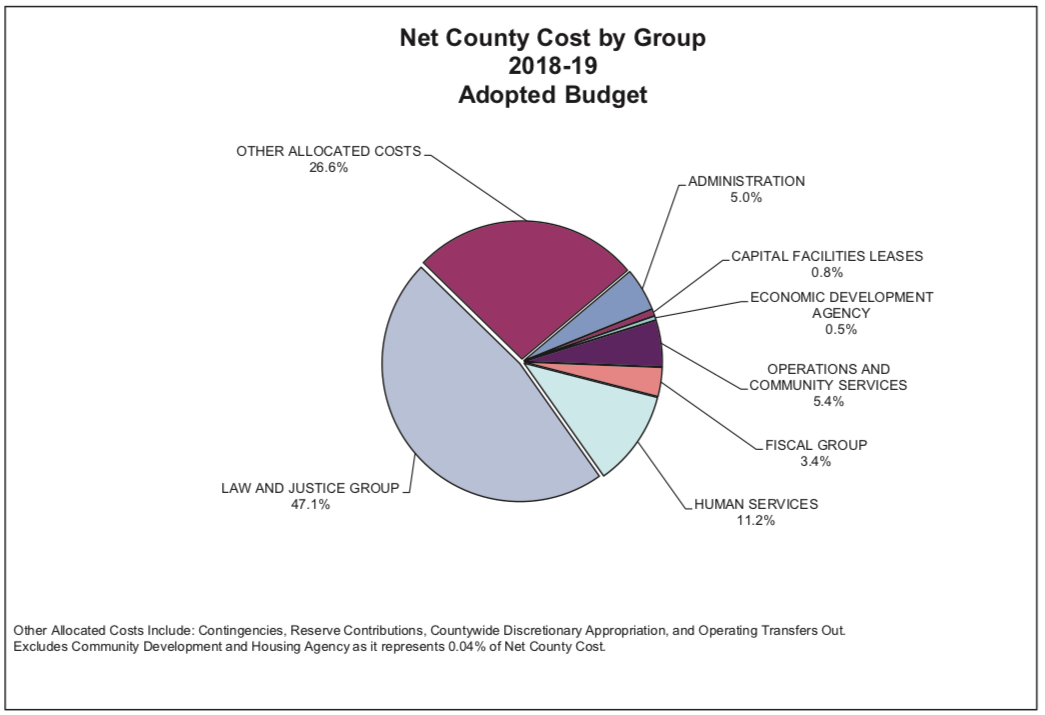 Net County Cost by Group
2018-19
Adopted Budget
OTHER ALLOCATED COSTS
26.6%
ADMINISTRATION
5.0%
CAPITAL FACILITIES LEASES
0.8%
ECONOMIC DEVELOPMENT
AGENCY
0.5%
OPERATIONS AND
COMMUNITY SERVICES
5.4%
FISCAL GROUP
3.4%
HUMAN SERVICES
11.2%
LAW AND JUSTICE GROUP
47.1%
Other Allocated Costs Include: Contingencies, Reserve Contributions, Countywide Discretionary Appropriation, and Operating Transfers Out.
Excludes Community Development and Housing Agency as it represents 0.04% of Net County Cost.